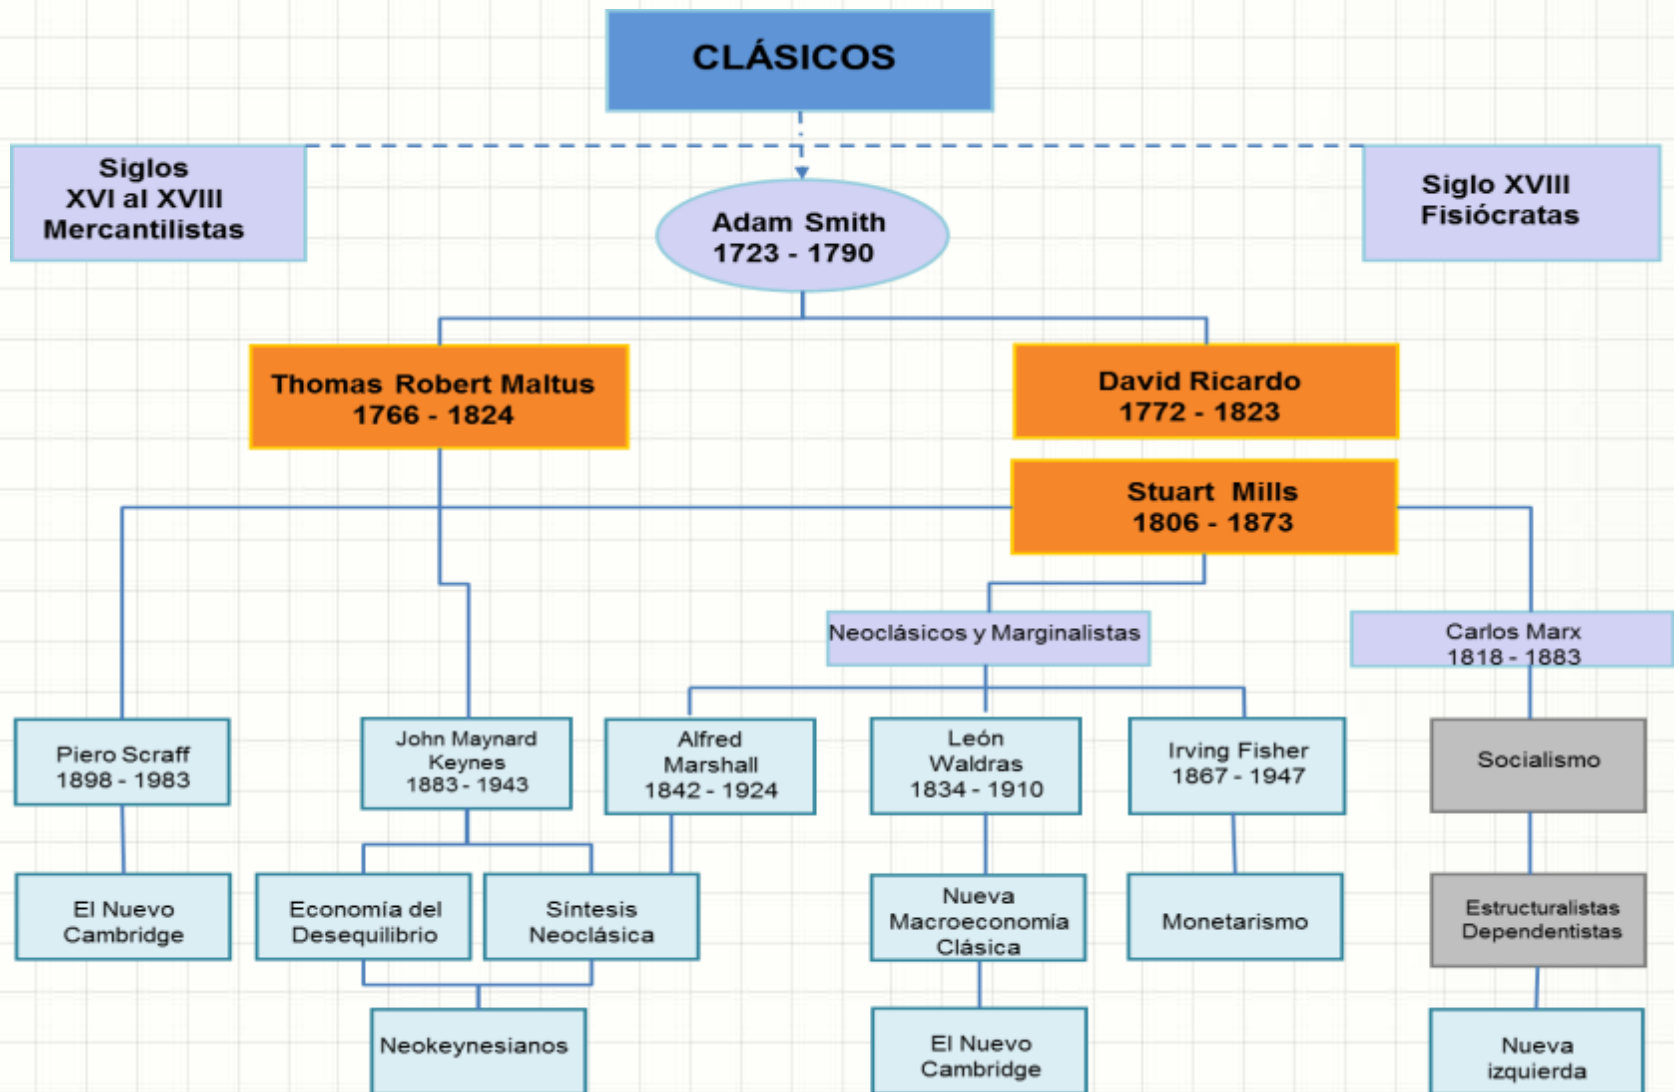 CLÁSICOS
Siglos
XVI al XVIII
Mercantilistas
Adam Smith
1723 - 1790
Siglo XVIII
Fisiócratas
Thomas Robert Maltus
1766 - 1824
David Ricardo
1772 - 1823
Stuart Mills
1806 - 1873
Neoclásicos y Marginalistas
Carlos Marx
1818 - 1883
Piero Scraff
1898 - 1983
John Maynard
Keynes
1883 - 1943
Alfred
Marshall
1842 - 1924
León
Waldras
1834 - 1910
Irving Fisher
1867 - 1947
Socialismo
El Nuevo
Cambridge
Economía del
Desequilibrio
Síntesis
Neoclásica
Nueva
Macroeconomía
Clásica
Monetarismo
Estructuralistas
Dependentistas
Neokeynesianos
El Nuevo
Cambridge
Nueva
izquierda